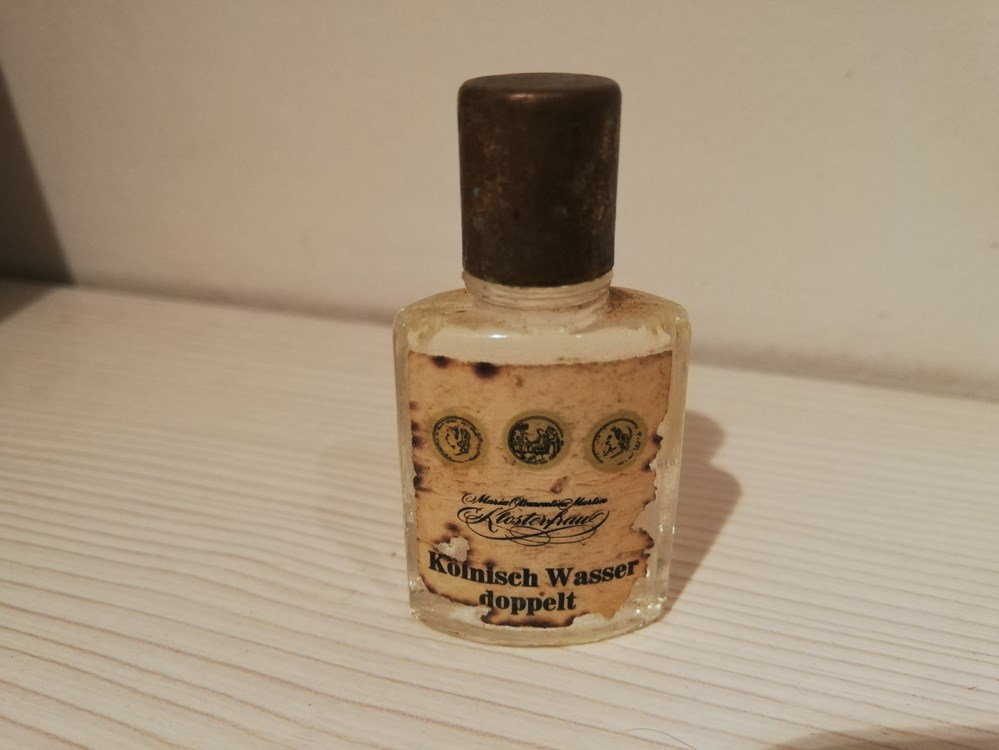 Maria Clementine Martin
Klosterfrau
Kölnisch Wasser
doppelt